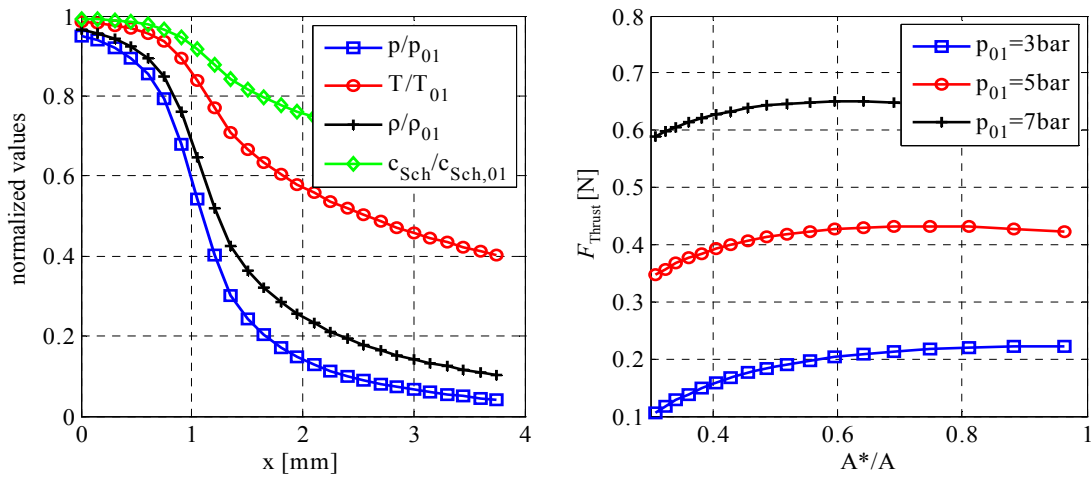 normalized values
1
0.8
0.6
0.4
0.2
0
0
1
2
3
4
x [mm]
p/p01
T/T01
ρ/ρ01
cSch/cSch,01
FThrust [N]
0.8
0.7
0.6
0.5
0.4
0.3
0.2
0.1
0.4
0.6
0.8
1
A*/A
p01=3bar
p01=5bar
p01=7bar